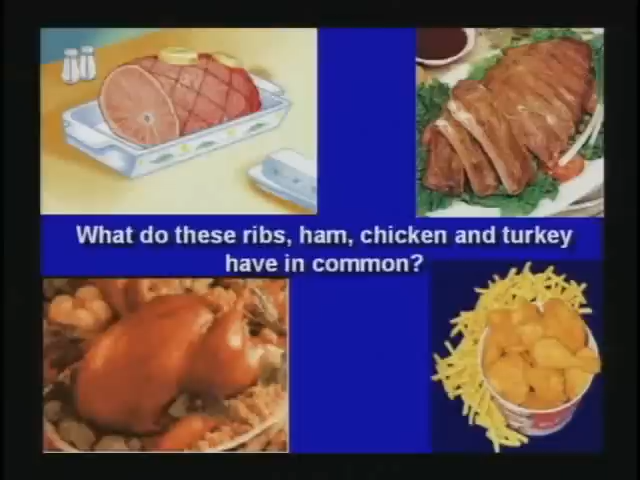 What do these ribs, ham, chicken and turkey
have in common?